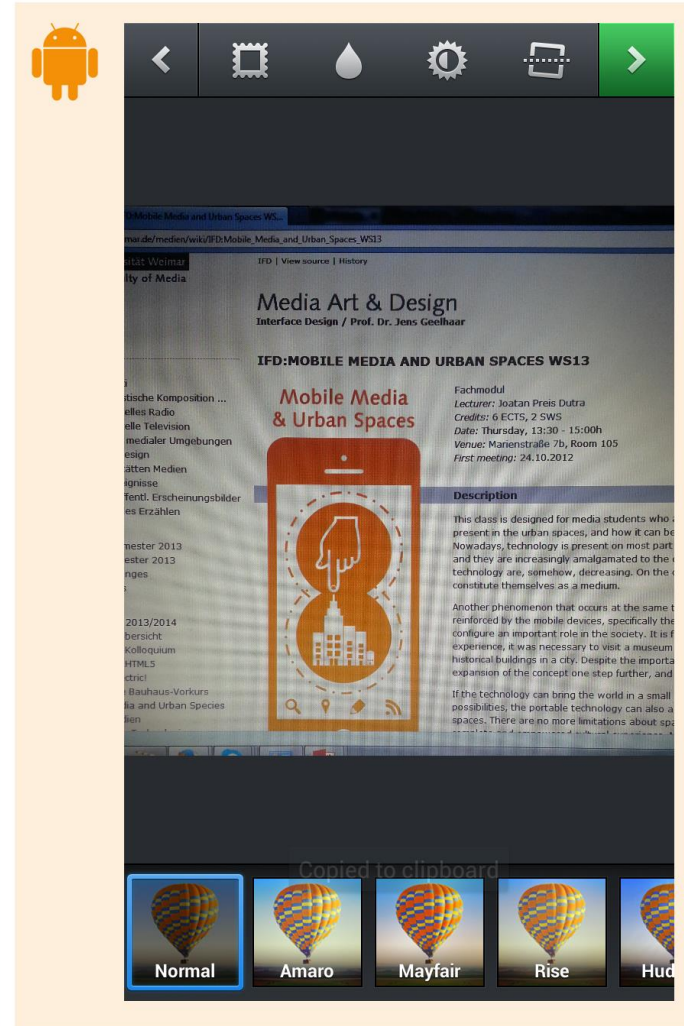 IFD:Mobile Media and Urban Spaces WS...
mar.de/medien/wiki/IFD:Mobile_Media_and_Urban_Spaces_WS13
Weimar
lty of Media
IFD | View source | History
Media Art & Design
Interface Design / Prof. Dr. Jens Geelhaar
IFD:MOBILE MEDIA AND URBAN SPACES WS13
tische Komposition ...
elles Radio
elle Television
medialer Umgebungen
esign
tätten Medien
ignisse
ffentl. Erscheinungsbilder
es Erzählen
mester 2013
ester 2013
nges
2013/2014
bersicht
Kolloquium
HTML5
ctric!
Bauhaus-Vorkurs
dia and Urban Species
dien
Mobile Media
& Urban Spaces
Fachmodul
Lecturer: Joatan Preis Dutra
Credits: 6 ECTS, 2 SWS
Date: Thursday, 13:30 - 15:00h
Venue: Marienstraße 7b, Room 105
First meeting: 24.10.2012
Description
This class is designed for media students who
present in the urban spaces, and how it can be
Nowadays, technology is present on most part
and they are increasingly amalgamated to the
technology are, somehow, decreasing. On the
constitute themselves as a medium.
Another phenomenon that occurs at the same t
reinforced by the mobile devices, specifically the
configure an important role in the society. It is f
experience, it was necessary to visit a museum
historical buildings in a city. Despite the importa
expansion of the concept one step further, and
If the technology can bring the world in a small
possibilities, the portable technology can also a
spaces. There are no more limitations about spa
Copied to clipboard
Normal
Amaro
Mayfair
Rise
Hud